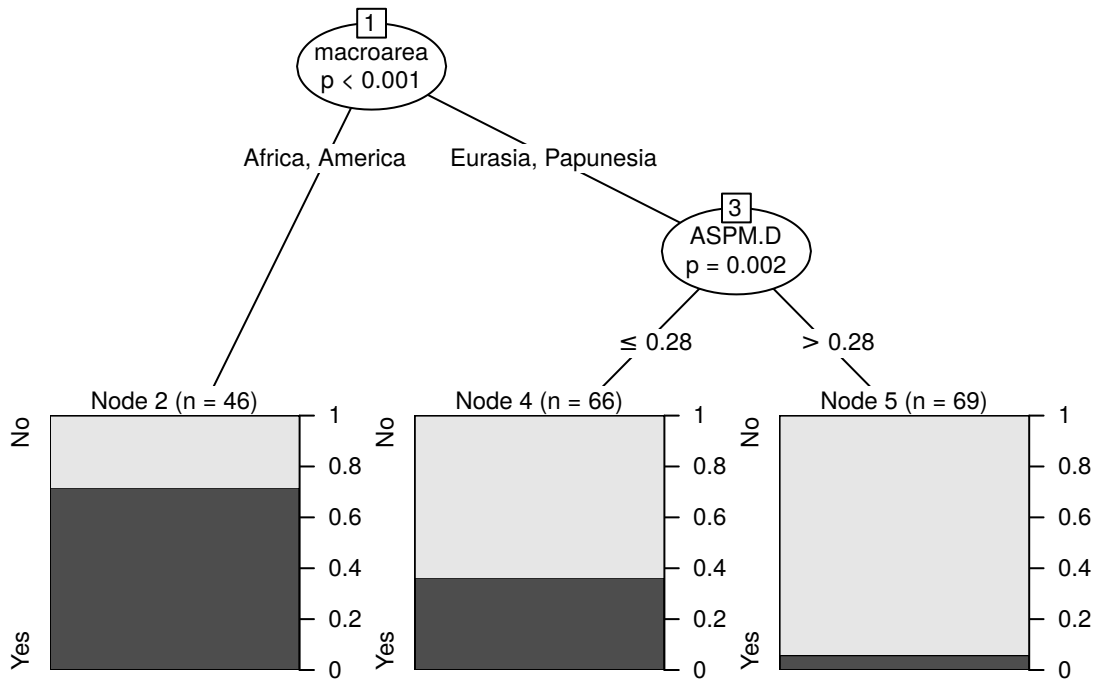 1
macroarea
p < 0.001
Africa, America
Eurasia, Papunesia
3
ASPM.D
p = 0.002
≤ 0.28
> 0.28
Node 2 (n = 46)
No
Yes
1
0.8
0.6
0.4
0.2
0
Node 4 (n = 66)
No
Yes
1
0.8
0.6
0.4
0.2
0
Node 5 (n = 69)
No
Yes
1
0.8
0.6
0.4
0.2
0